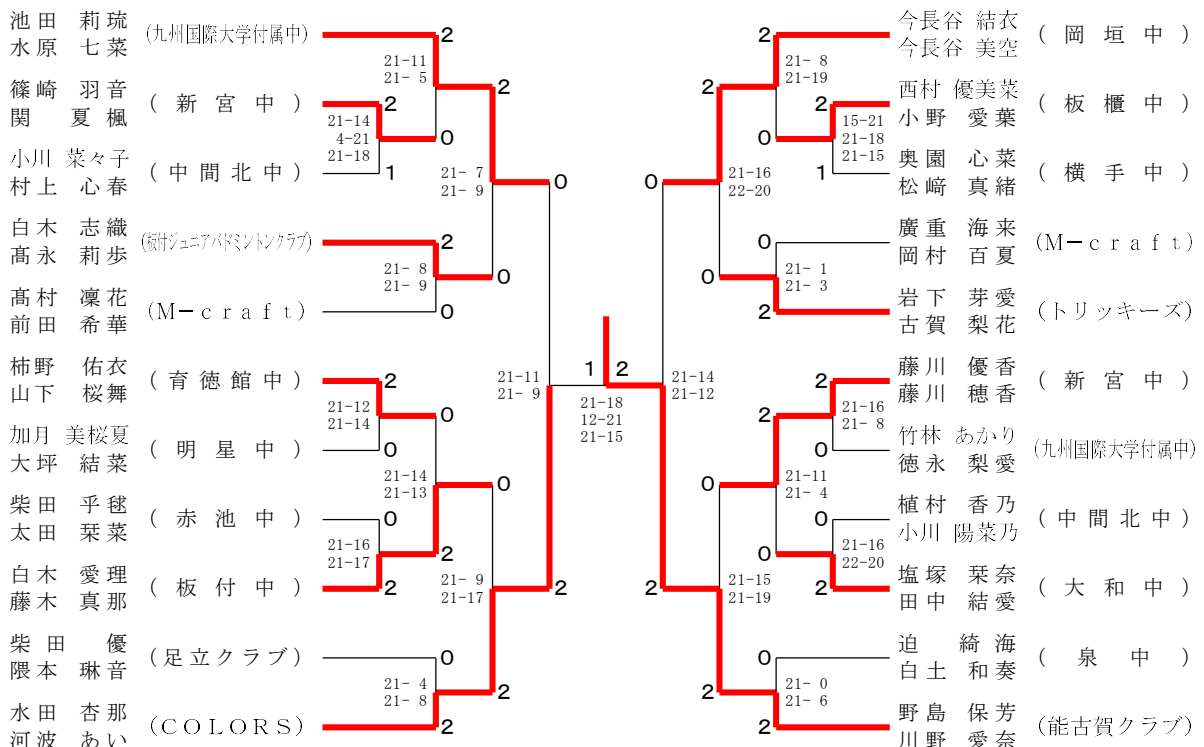 池田 莉琉
水原 七菜
(九州国際大学付属中)
2
21-11
21- 5
2
篠崎 羽音
関 夏楓
(新宮中)
2
21-14
4-21
21-18
0
小川 菜々子
村上 心春
(中間北中)
1
21- 7
21- 9
0
白木 志織
髙永 莉歩
(板付ジュニアバドミントンクラブ)
2
21- 8
21- 9
0
髙村 凜花
前田 希華
(M-craft)
0
柿野 佑衣
山下 桜舞
(育徳館中)
2
21-12
21-14
0
21-11
21- 9
加月 美桜夏
大坪 結菜
(明星中)
0
21-14
21-13
0
柴田 乎毬
太田 栞菜
(赤池中)
0
21-16
21-17
2
白木 愛理
藤木 真那
(板付中)
2
21- 9
21-17
2
柴田 優
隈本 琳音
(足立クラブ)
0
21- 4
21- 8
2
水田 杏那
河波 あい
(COLORS)
2
1
2
21-18
12-21
21-15
今長谷 結衣
今長谷 美空
(岡垣中)
2
21- 8
21-19
2
西村 優美菜
小野 愛葉
(板櫃中)
2
15-21
21-18
21-15
0
奥園 心菜
松﨑 真緒
(横手中)
1
21-16
22-20
0
廣重 海来
岡村 百夏
(M-craft)
0
21- 1
21- 3
0
岩下 芽愛
古賀 梨花
(トリッキーズ)
2
藤川 優香
藤川 穂香
(新宮中)
2
21-16
21- 8
2
21-14
21-12
竹林 あかり
徳永 梨愛
(九州国際大学付属中)
0
21-11
21- 4
0
植村 香乃
小川 陽菜乃
(中間北中)
0
21-16
22-20
0
塩塚 栞奈
田中 結愛
(大和中)
2
21-15
21-19
2
迫 綺海
白土 和奏
(泉中)
0
21- 0
21- 6
2
野島 保芳
川野 愛奈
(能古賀クラブ)
2